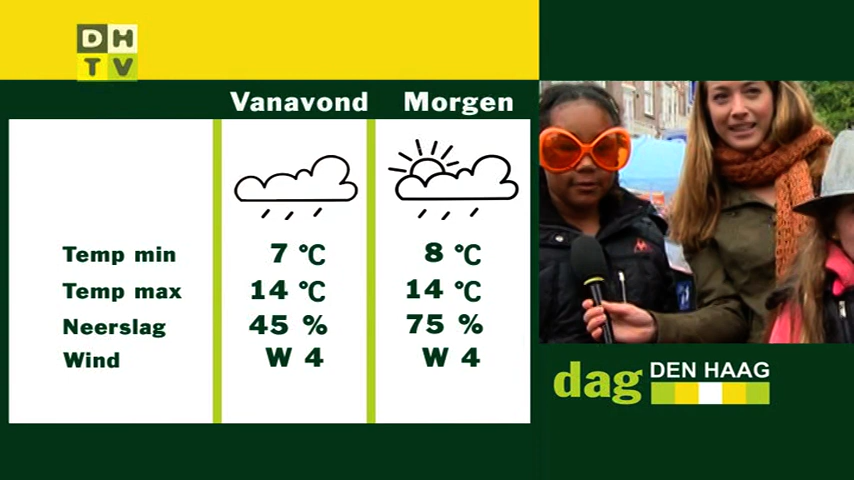 DH
TV
Vanavond Morgen
Temp min 7 °C 8 °C
Temp max 14 °C 14 °C
Neerslag 45 % 75 %
Wind W 4 W 4
dag DEN HAAG